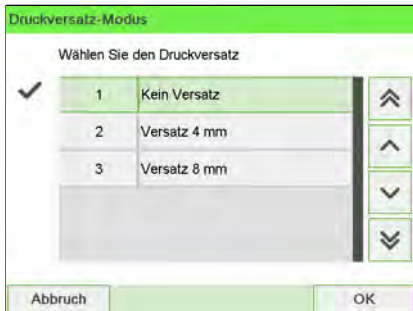 Druckversatz-Modus
Wählen Sie den Druckversatz
1 Kein Versatz
2 Versatz 4 mm
3 Versatz 8 mm
Abbruch OK